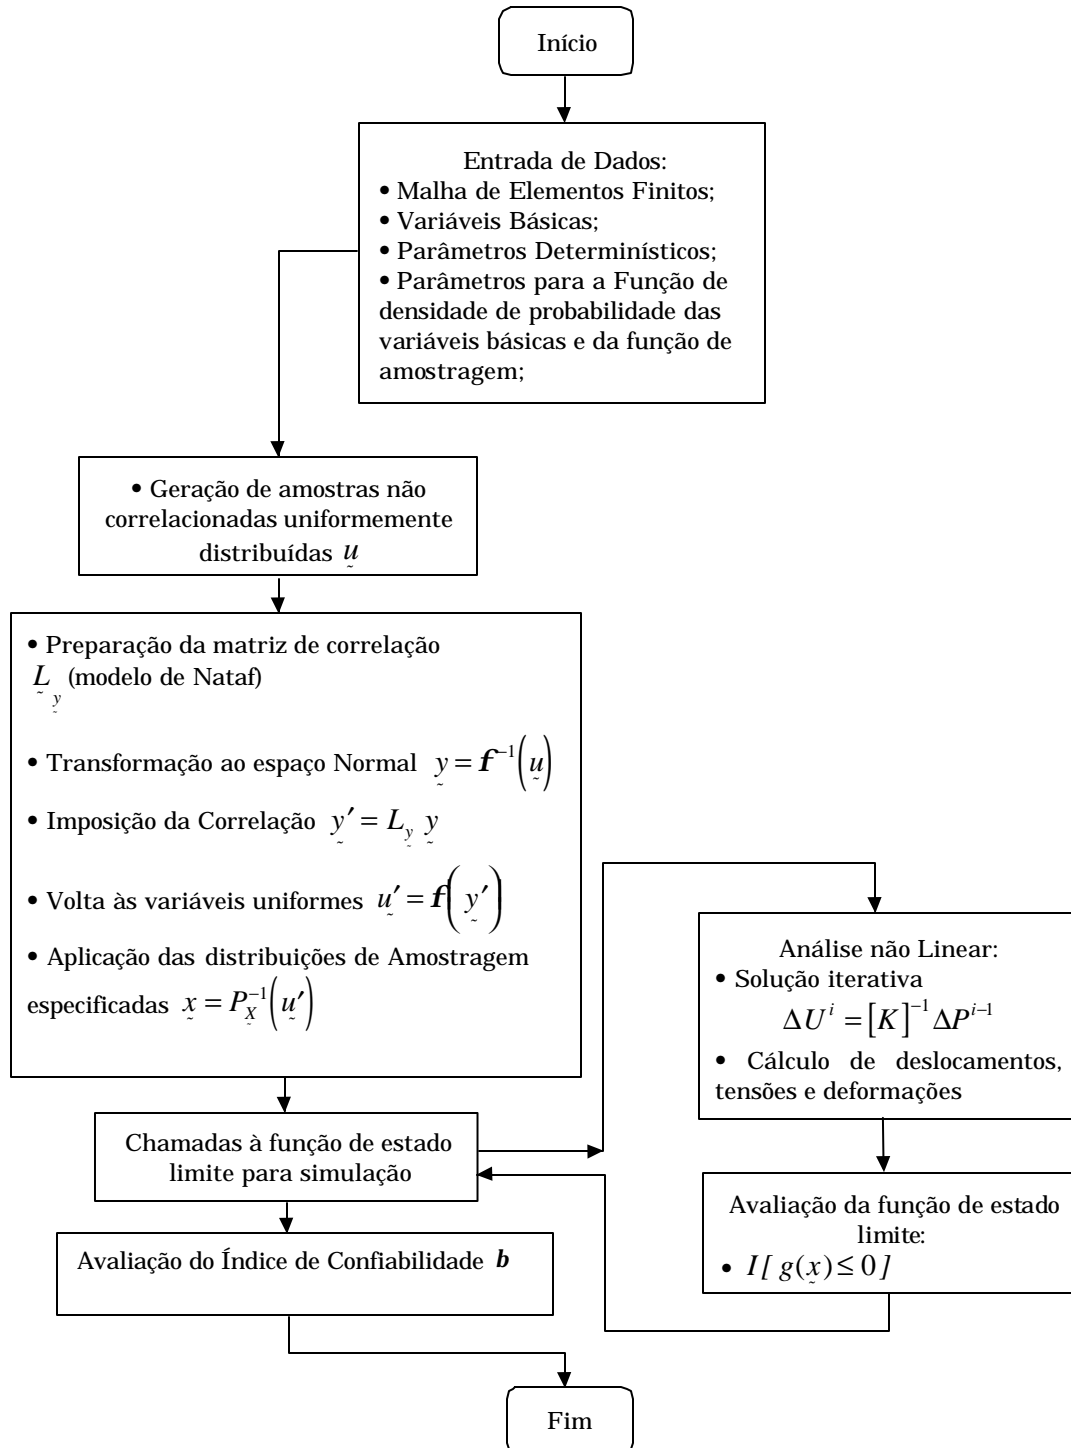 Início
Entrada de Dados:
• Malha de Elementos Finitos;
• Variáveis Básicas;
• Parâmetros Determinísticos;
• Parâmetros para a Função de
densidade de probabilidade das
variáveis básicas e da função de
amostragem;
• Geração de amostras não
correlacionadas uniformemente
distribuídas ṵ
• Preparação da matriz de correlação
L̰_y̰ (modelo de Nataf)
• Transformação ao espaço Normal y̰ = f⁻¹(ṵ)
• Imposição da Correlação y̰′ = L_y̰ y̰
• Volta às variáveis uniformes ṵ′ = f(y̰′)
• Aplicação das distribuições de Amostragem
especificadas x̰ = P_X̰⁻¹(ṵ′)
Chamadas à função de estado
limite para simulação
Avaliação do Índice de Confiabilidade b
Análise não Linear:
• Solução iterativa
ΔUⁱ = [K]⁻¹ ΔPⁱ⁻¹
• Cálculo de deslocamentos,
tensões e deformações
Avaliação da função de estado
limite:
• I[ g(x̰) ≤ 0 ]
Fim